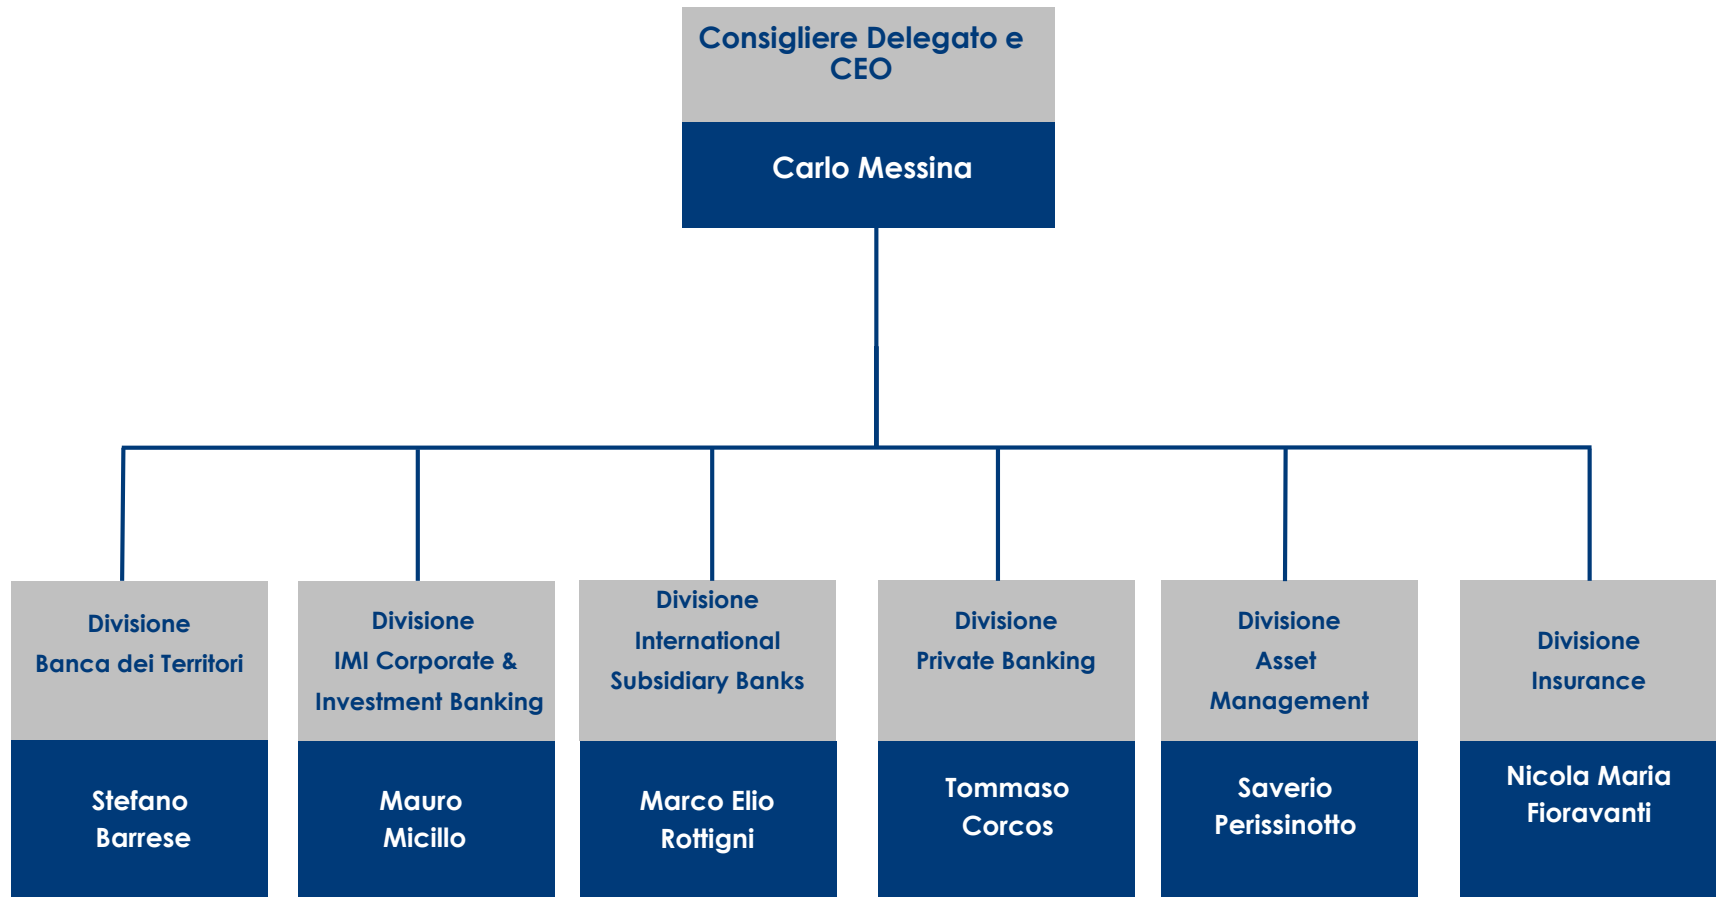 Consigliere Delegato e
CEO
Carlo Messina
Divisione
Banca dei Territori
Stefano
Barrese
Divisione
IMI Corporate &
Investment Banking
Mauro
Micillo
Divisione
International
Subsidiary Banks
Marco Elio
Rottigni
Divisione
Private Banking
Tommaso
Corcos
Divisione
Asset
Management
Saverio
Perissinotto
Divisione
Insurance
Nicola Maria
Fioravanti